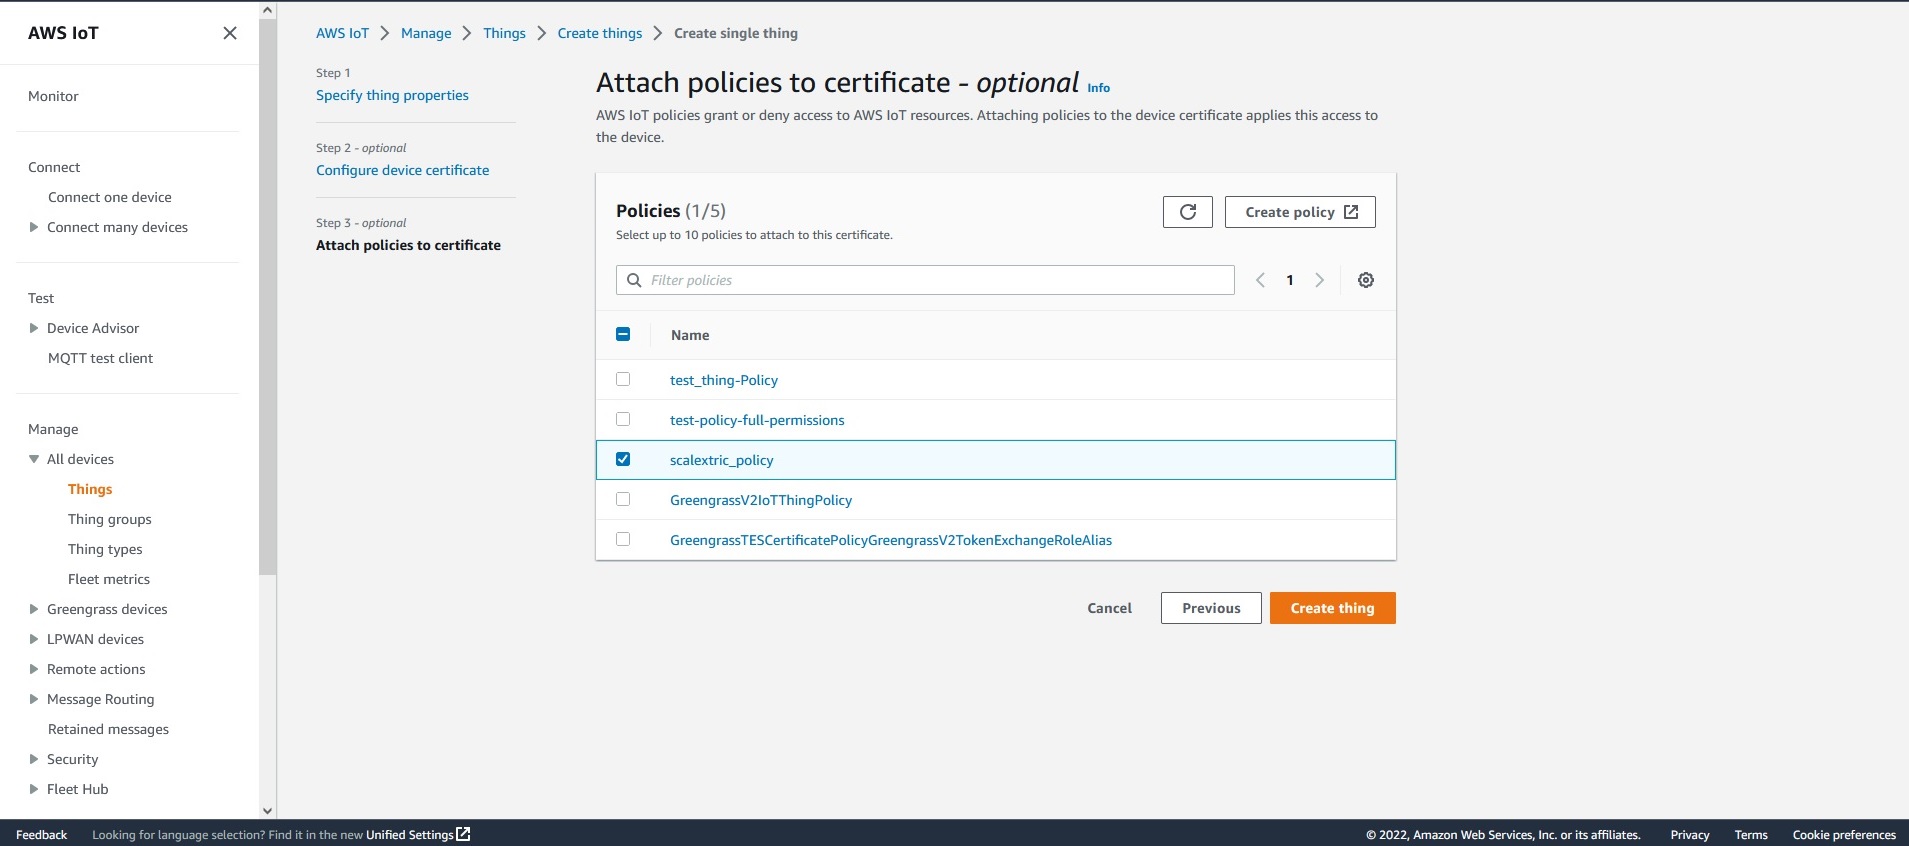 AWS IoT
Monitor
Connect
Connect one device
Connect many devices
Test
Device Advisor
MQTT test client
Manage
All devices
Things
Thing groups
Thing types
Fleet metrics
Greengrass devices
LPWAN devices
Remote actions
Message Routing
Retained messages
Security
Fleet Hub
AWS IoT > Manage > Things > Create things > Create single thing
Step 1
Specify thing properties
Step 2 - optional
Configure device certificate
Step 3 - optional
Attach policies to certificate
Attach policies to certificate - optional Info
AWS IoT policies grant or deny access to AWS IoT resources. Attaching policies to the device certificate applies this access to
the device.
Policies (1/5)
Select up to 10 policies to attach to this certificate.
Create policy
Filter policies
1
Name
test_thing-Policy
test-policy-full-permissions
scalextric_policy
GreengrassV2IoTThingPolicy
GreengrassTESCertificatePolicyGreengrassV2TokenExchangeRoleAlias
Cancel Previous Create thing
Feedback Looking for language selection? Find it in the new Unified Settings © 2022, Amazon Web Services, Inc. or its affiliates. Privacy Terms Cookie preferences